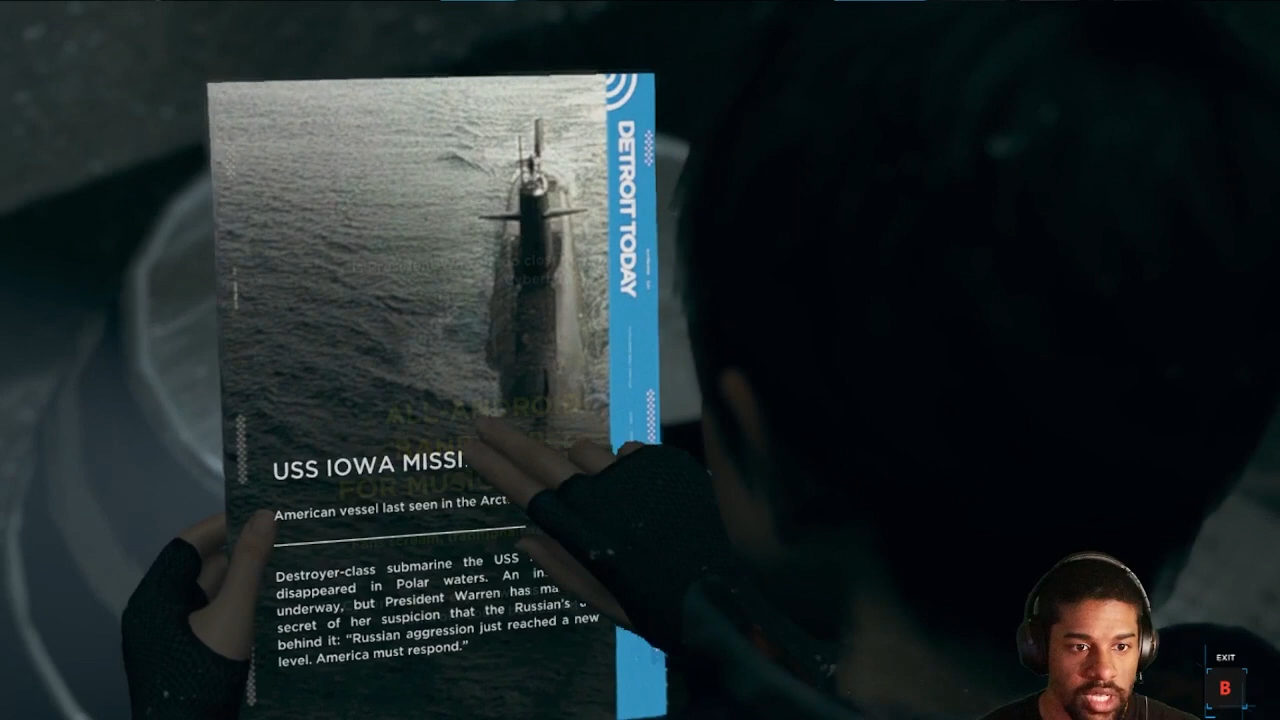 DETROIT TODAY
USS IOWA MISSI
American vessel last seen in the Arct
Destroyer-class submarine the USS
disappeared in Polar waters. An in
underway, but President Warren has ma
secret of her suspicion that the Russian's
behind it: “Russian aggression just reached a new
level. America must respond.”
EXIT
B